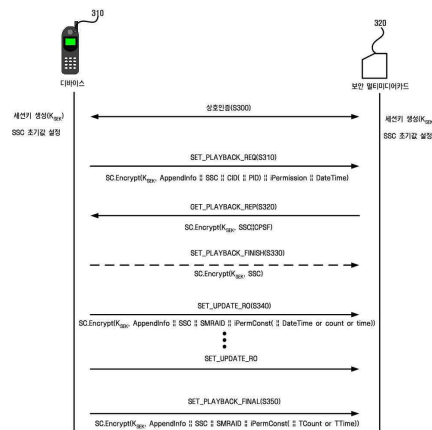 310
320
디바이스
보안 멀티미디어카드
세션키 생성(K_SEK)
SSC 초기값 설정
상호인증(S300)
세션키 생성(K_SE
SSC 초기값 설정
SET_PLAYBACK_REQ(S310)
SC.Encrypt(K_SEK, AppendInfo ¦¦ SSC ¦¦ CID( ¦¦ PID) ¦¦ iPermission ¦¦ DateTime)
GET_PLAYBACK_REP(S320)
SC.Encrypt(K_SEK, SSC¦¦CPSF)
SET_PLAYBACK_FINISH(S330)
SC.Encrypt(K_SEK, SSC)
SET_UPDATE_RO(S340)
SC.Encrypt(K_SEK, AppendInfo ¦¦ SSC ¦¦ SMRAID ¦¦ iPermConst( ¦¦ DateTime or count or time))
SET_UPDATE_RO
SET_PLAYBACK_FINAL(S350)
SC.Encrypt(K_SEK, AppendInfo ¦¦ SSC ¦¦ SMRAID ¦¦ iPermConst( ¦¦ TCount or TTime))